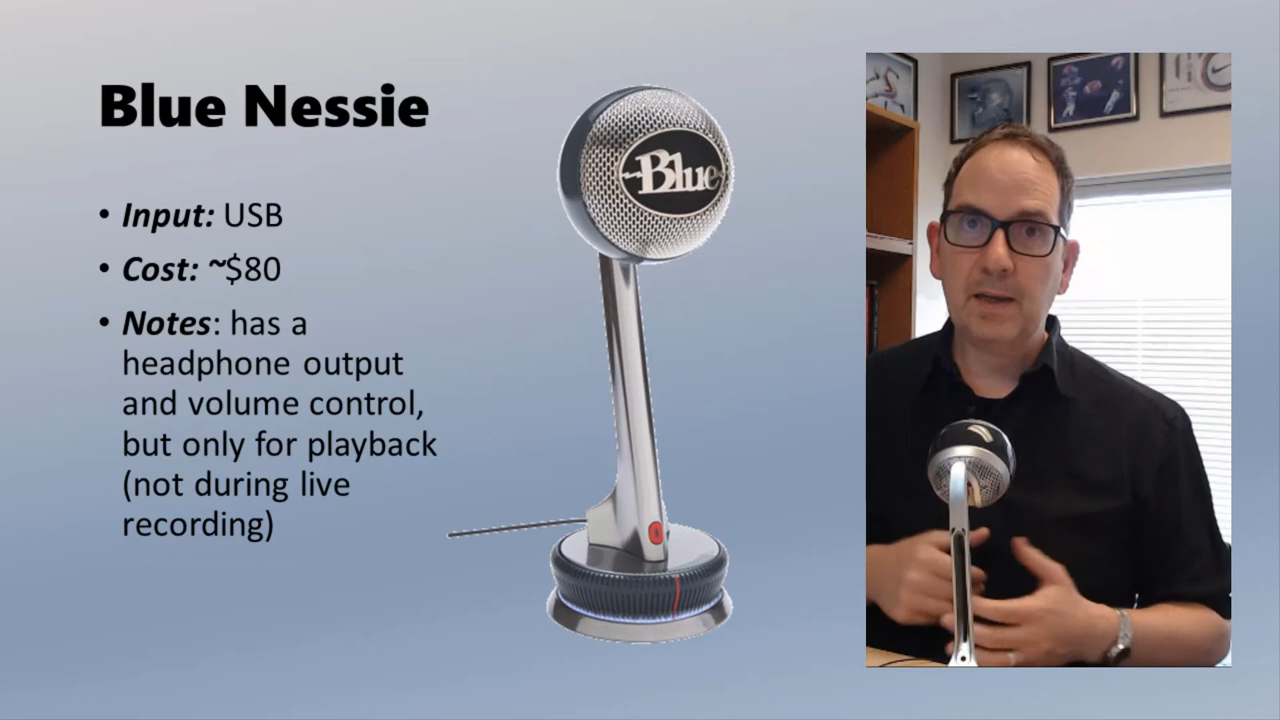 Blue Nessie
• Input: USB
• Cost: ~$80
• Notes: has a
headphone output
and volume control,
but only for playback
(not during live
recording)
Blue